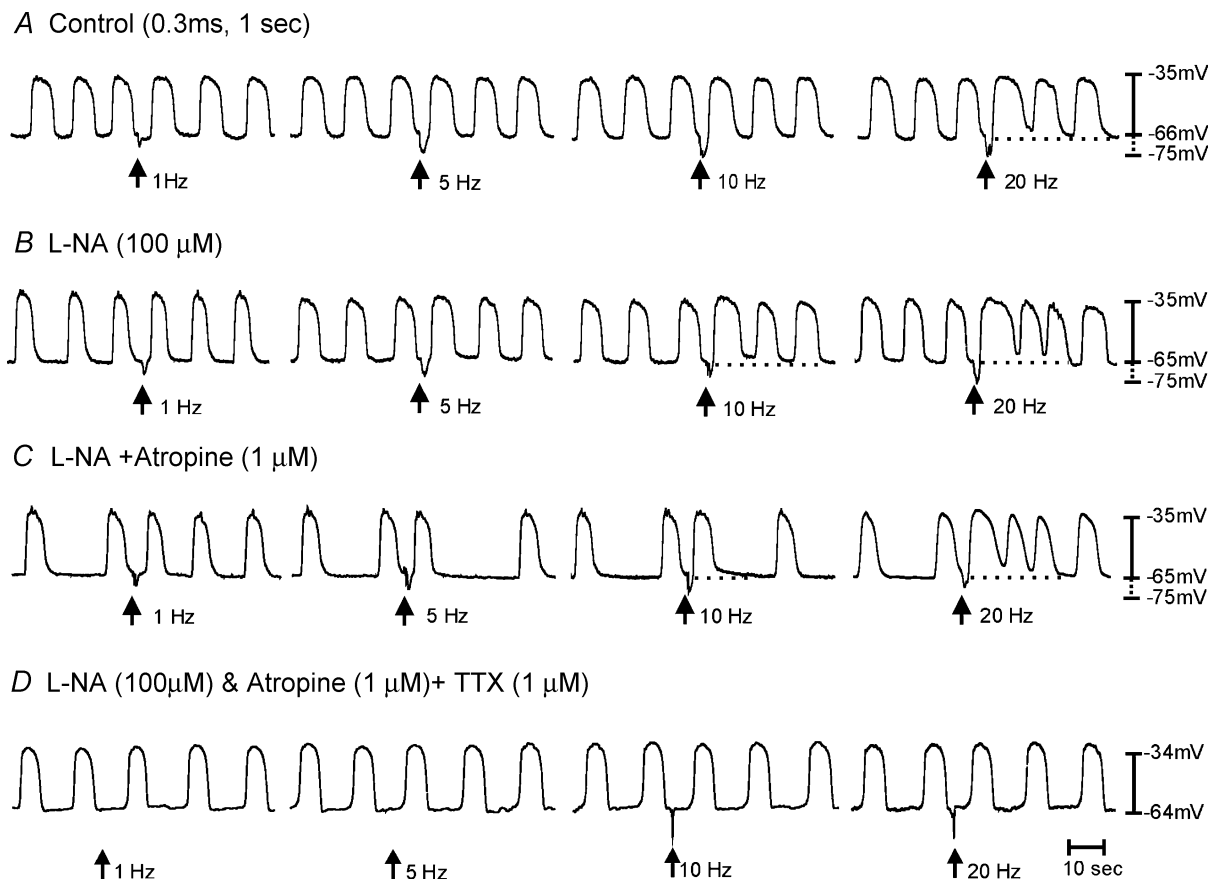 A Control (0.3ms, 1 sec)
-35mV
-66mV
-75mV
1Hz
5 Hz
10 Hz
20 Hz
B L-NA (100 μM)
-35mV
-65mV
-75mV
1 Hz
5 Hz
10 Hz
20 Hz
C L-NA +Atropine (1 μM)
-35mV
-65mV
-75mV
1 Hz
5 Hz
10 Hz
20 Hz
D L-NA (100μM) & Atropine (1 μM)+ TTX (1 μM)
-34mV
-64mV
1 Hz
5 Hz
10 Hz
20 Hz
10 sec